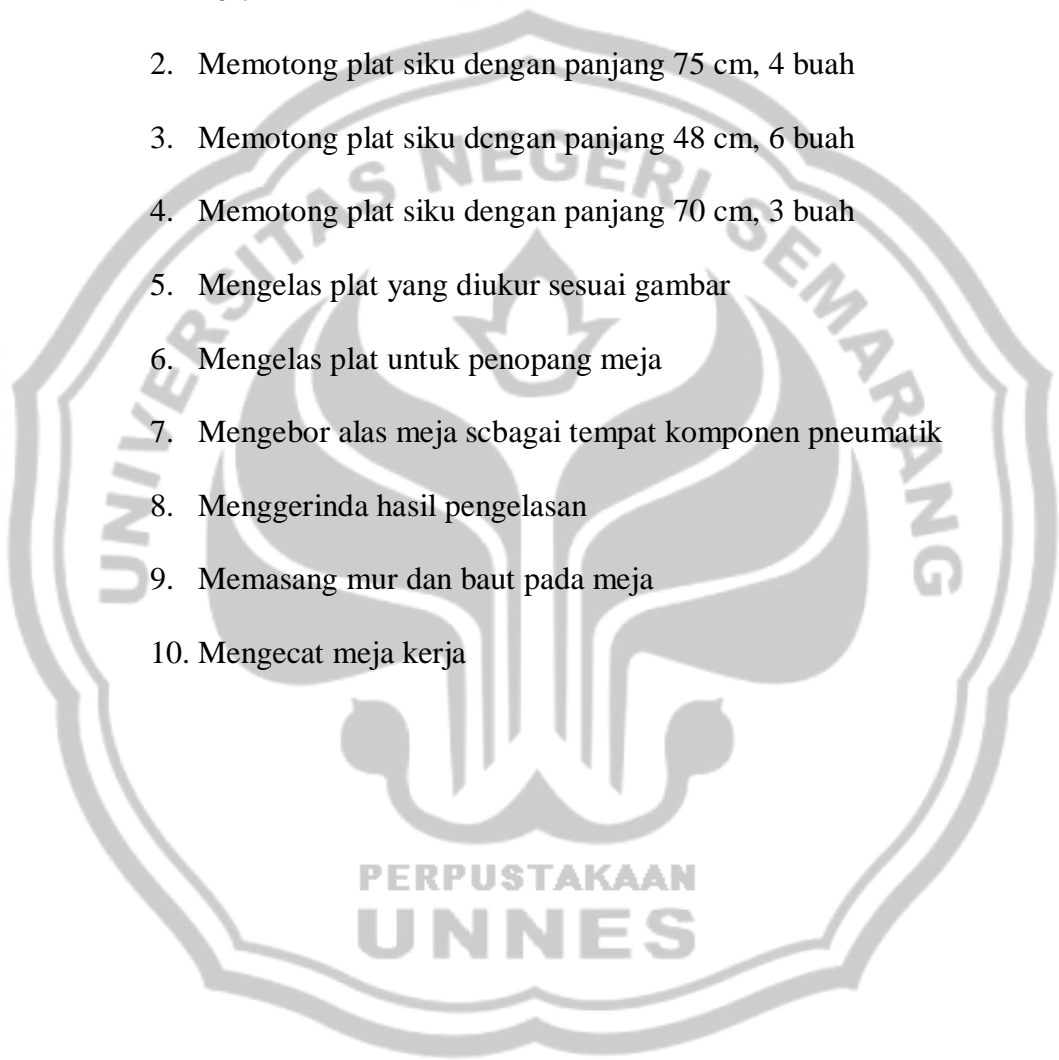 2. Memotong plat siku dengan panjang 75 cm, 4 buah
3. Memotong plat siku dcngan panjang 48 cm, 6 buah
4. Memotong plat siku dengan panjang 70 cm, 3 buah
5. Mengelas plat yang diukur sesuai gambar
6. Mengelas plat untuk penopang meja
7. Mengebor alas meja scbagai tempat komponen pneumatik
8. Menggerinda hasil pengelasan
9. Memasang mur dan baut pada meja
10. Mengecat meja kerja
UNIVERSITAS NEGERI SEMARANG
PERPUSTAKAAN
UNNES